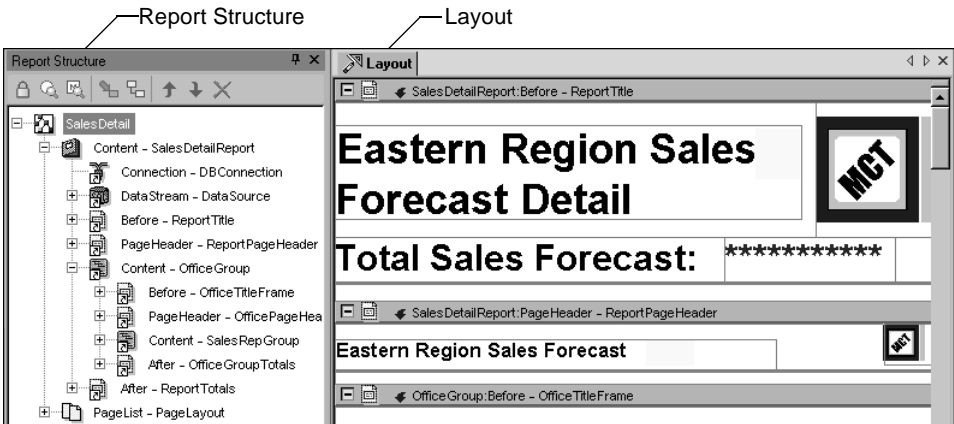 Report Structure
Layout
Report Structure
SalesDetail
Content - SalesDetailReport
Connection - DBConnection
DataStream - DataSource
Before - ReportTitle
PageHeader - ReportPageHeader
Content - OfficeGroup
Before - OfficeTitleFrame
PageHeader - OfficePageHea
Content - SalesRepGroup
After - OfficeGroupTotals
After - ReportTotals
PageList - PageLayout
Layout
SalesDetailReport:Before - ReportTitle
Eastern Region Sales
Forecast Detail
MCT
Total Sales Forecast: ***********
SalesDetailReport:PageHeader - ReportPageHeader
Eastern Region Sales Forecast
MCT
OfficeGroup:Before - OfficeTitleFrame